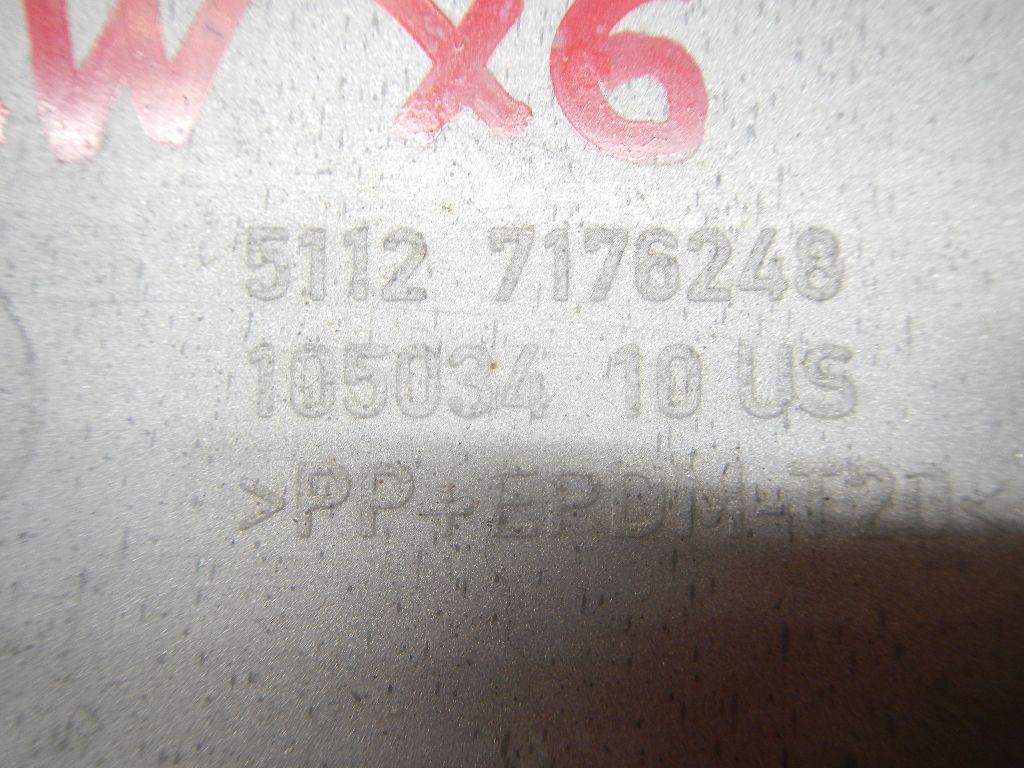 W X6
5112 7176248
105034 10 US
>PP+EPDM-T20<